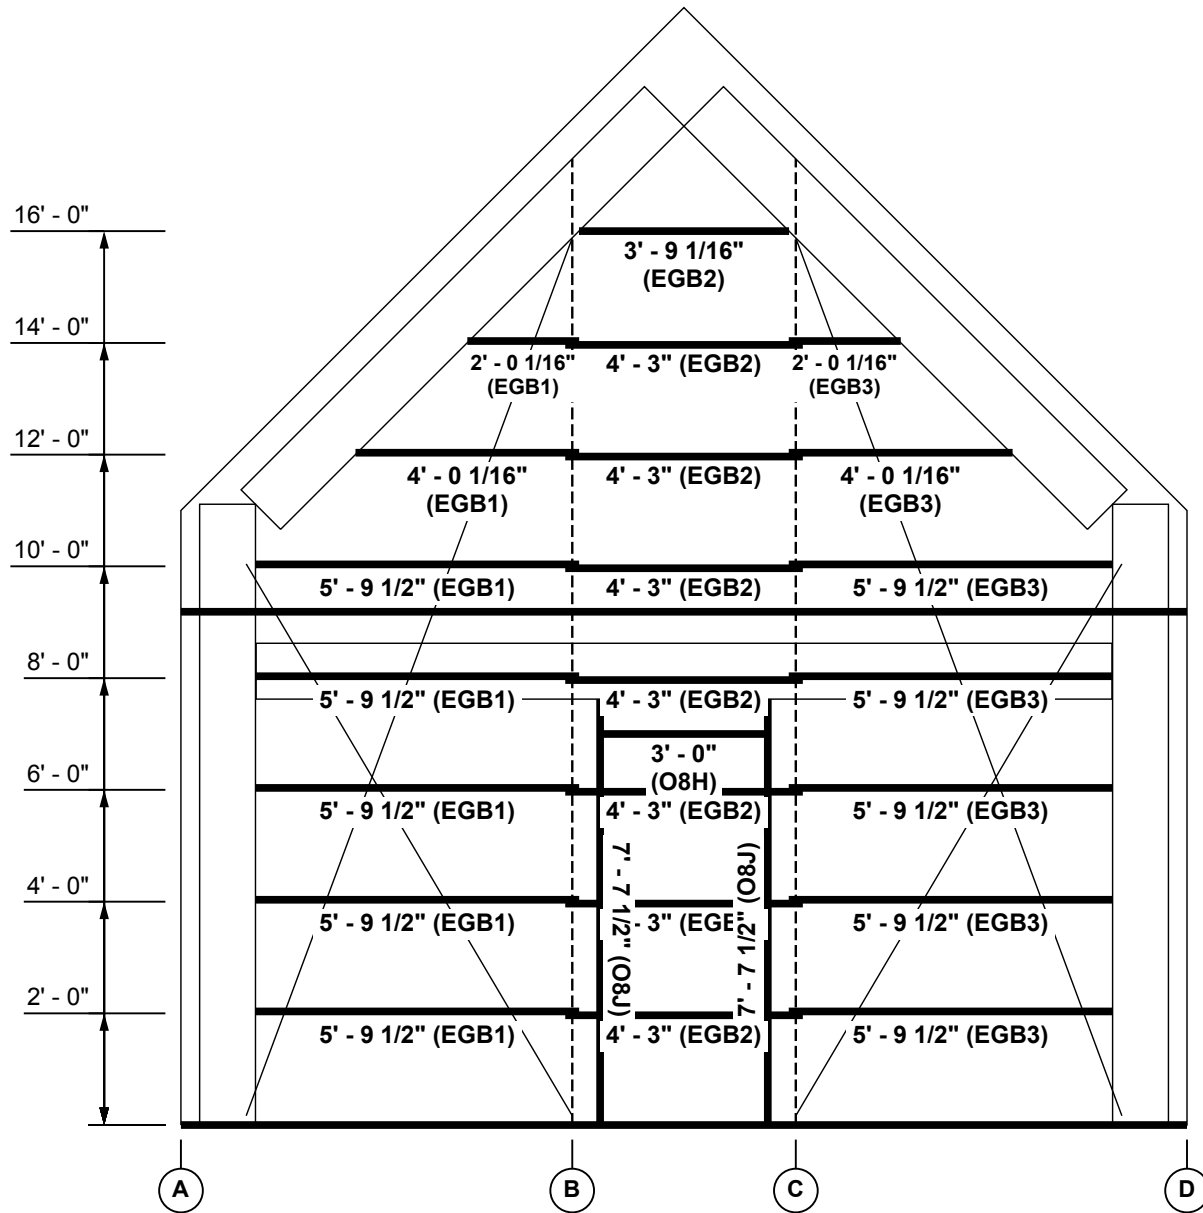 16' - 0"
3' - 9 1/16"
(EGB2)
14' - 0"
2' - 0 1/16"
(EGB1)
4' - 3" (EGB2)
2' - 0 1/16"
(EGB3)
12' - 0"
4' - 0 1/16"
(EGB1)
4' - 3" (EGB2)
4' - 0 1/16"
(EGB3)
10' - 0"
5' - 9 1/2" (EGB1)
4' - 3" (EGB2)
5' - 9 1/2" (EGB3)
8' - 0"
5' - 9 1/2" (EGB1)
4' - 3" (EGB2)
5' - 9 1/2" (EGB3)
3' - 0"
(O8H)
6' - 0"
5' - 9 1/2" (EGB1)
4' - 3" (EGB2)
5' - 9 1/2" (EGB3)
7' - 7 1/2" (O8J)
7' - 7 1/2" (O8J)
4' - 0"
5' - 9 1/2" (EGB1)
- 3" (EGB
5' - 9 1/2" (EGB3)
2' - 0"
5' - 9 1/2" (EGB1)
4' - 3" (EGB2)
5' - 9 1/2" (EGB3)
A
B
C
D